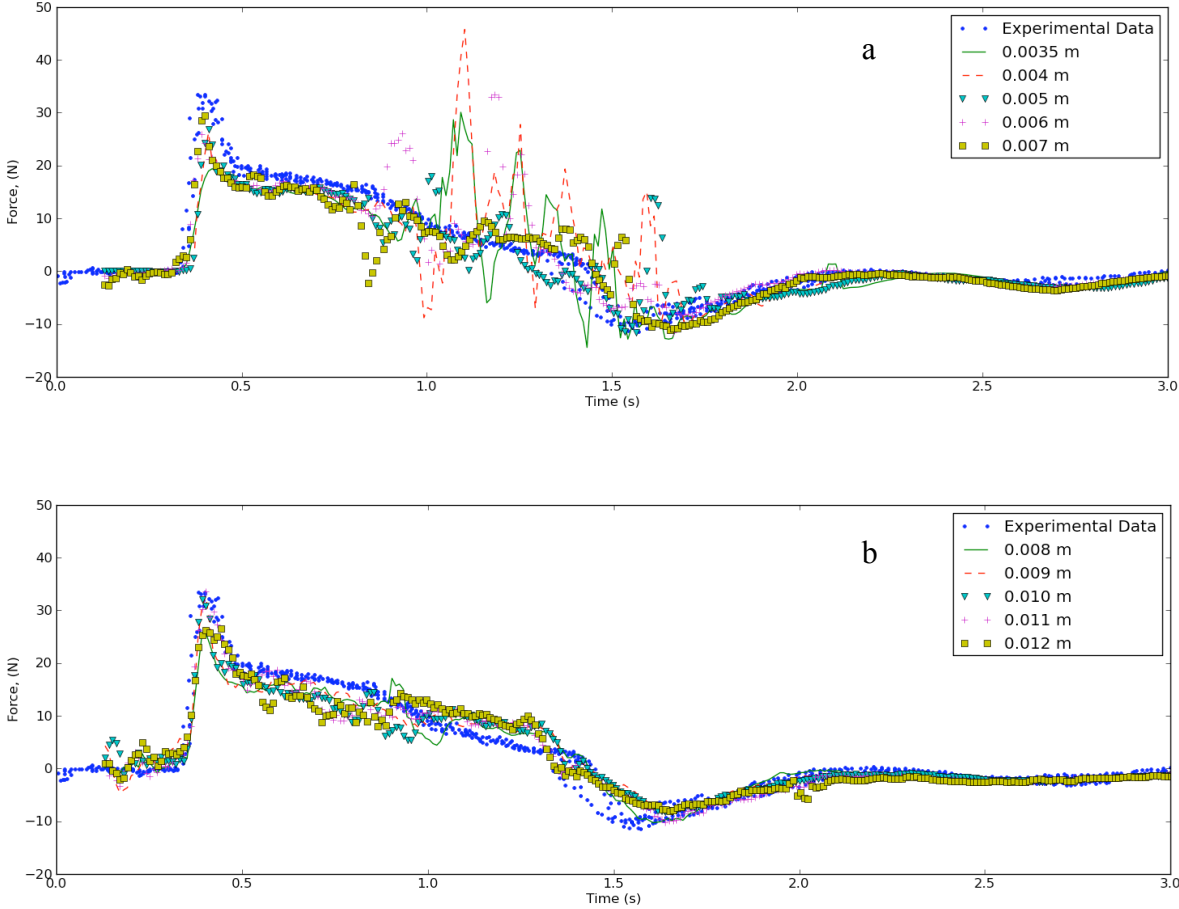 50
40
30
20
10
0
−10
−20
Force, (N)
a
Experimental Data
0.0035 m
0.004 m
0.005 m
0.006 m
0.007 m
0.0 0.5 1.0 1.5 2.0 2.5 3.0
Time (s)
50
40
30
20
10
0
−10
−20
Force, (N)
b
Experimental Data
0.008 m
0.009 m
0.010 m
0.011 m
0.012 m
0.0 0.5 1.0 1.5 2.0 2.5 3.0
Time (s)